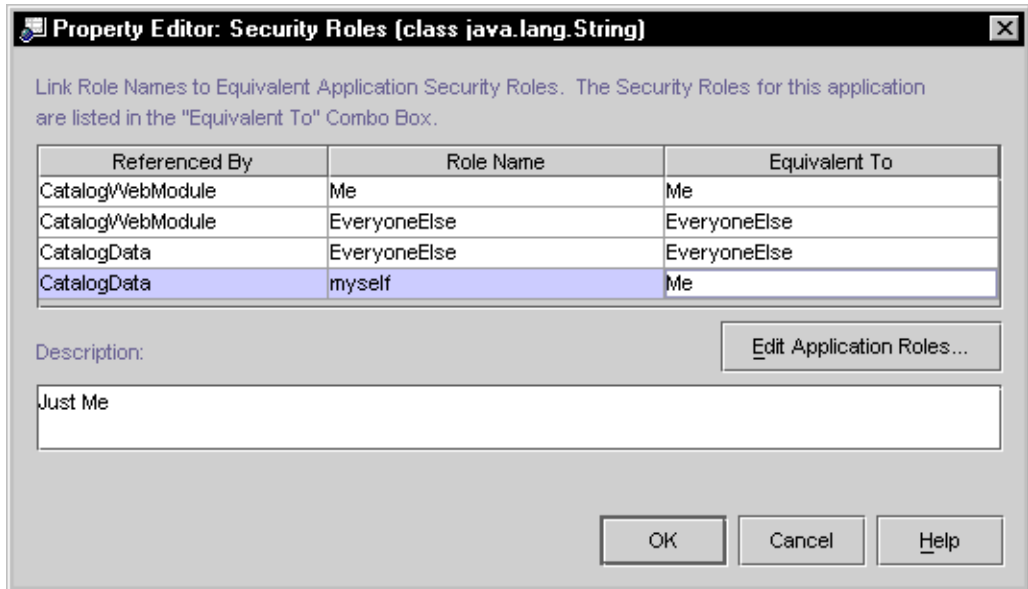 Property Editor: Security Roles (class java.lang.String)
Link Role Names to Equivalent Application Security Roles. The Security Roles for this application
are listed in the "Equivalent To" Combo Box.
Referenced By Role Name Equivalent To
CatalogWebModule Me Me
CatalogWebModule EveryoneElse EveryoneElse
CatalogData EveryoneElse EveryoneElse
CatalogData myself Me
Edit Application Roles...
Description:
Just Me
OK Cancel Help